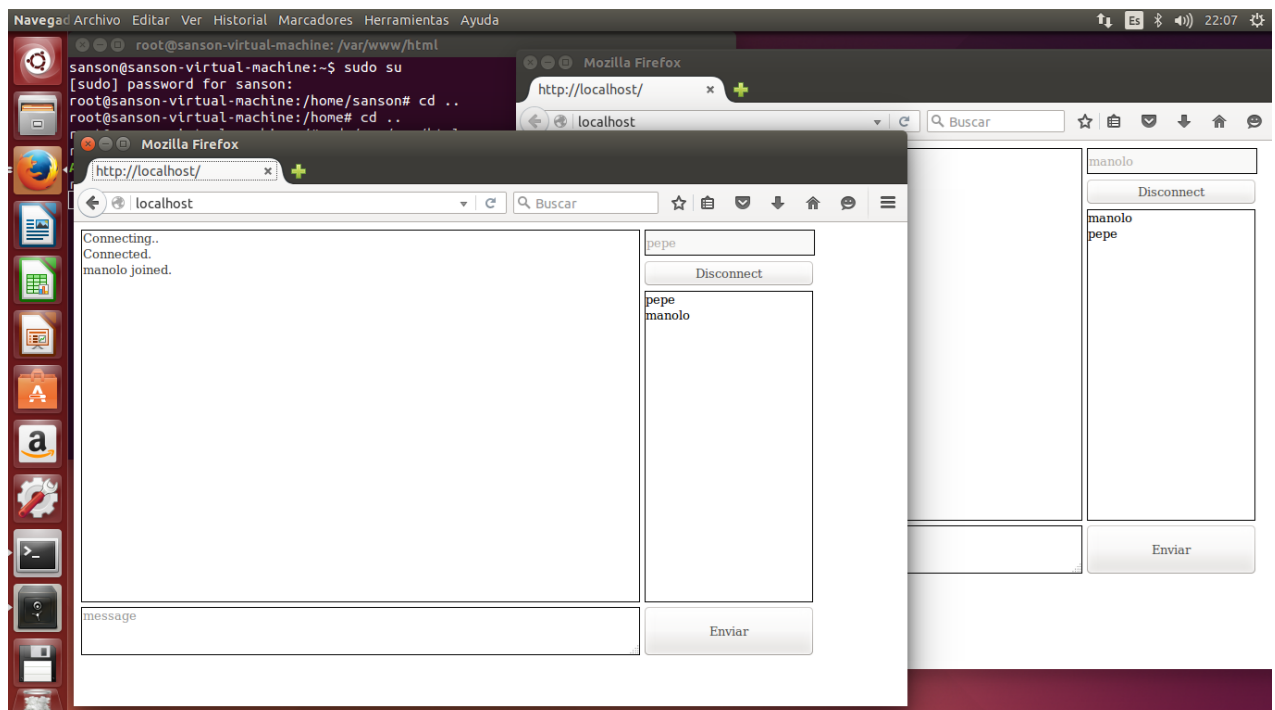 Navegad Archivo Editar Ver Historial Marcadores Herramientas Ayuda
Es 22:07
root@sanson-virtual-machine: /var/www/html
sanson@sanson-virtual-machine:~$ sudo su
[sudo] password for sanson:
root@sanson-virtual-machine:/home/sanson# cd ..
root@sanson-virtual-machine:/home# cd ..
Mozilla Firefox
http://localhost/
localhost
Buscar
manolo
Disconnect
manolo
pepe
Enviar
Mozilla Firefox
http://localhost/
localhost
Buscar
Connecting..
Connected.
manolo joined.
pepe
Disconnect
pepe
manolo
message
Enviar